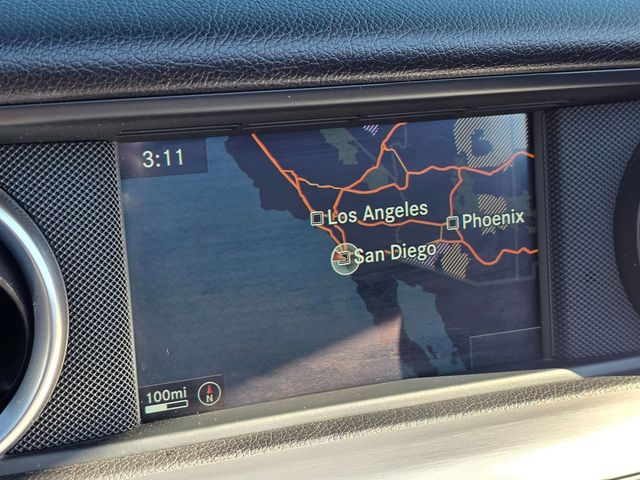 3:11
Los Angeles
Phoenix
San Diego
100mi
N